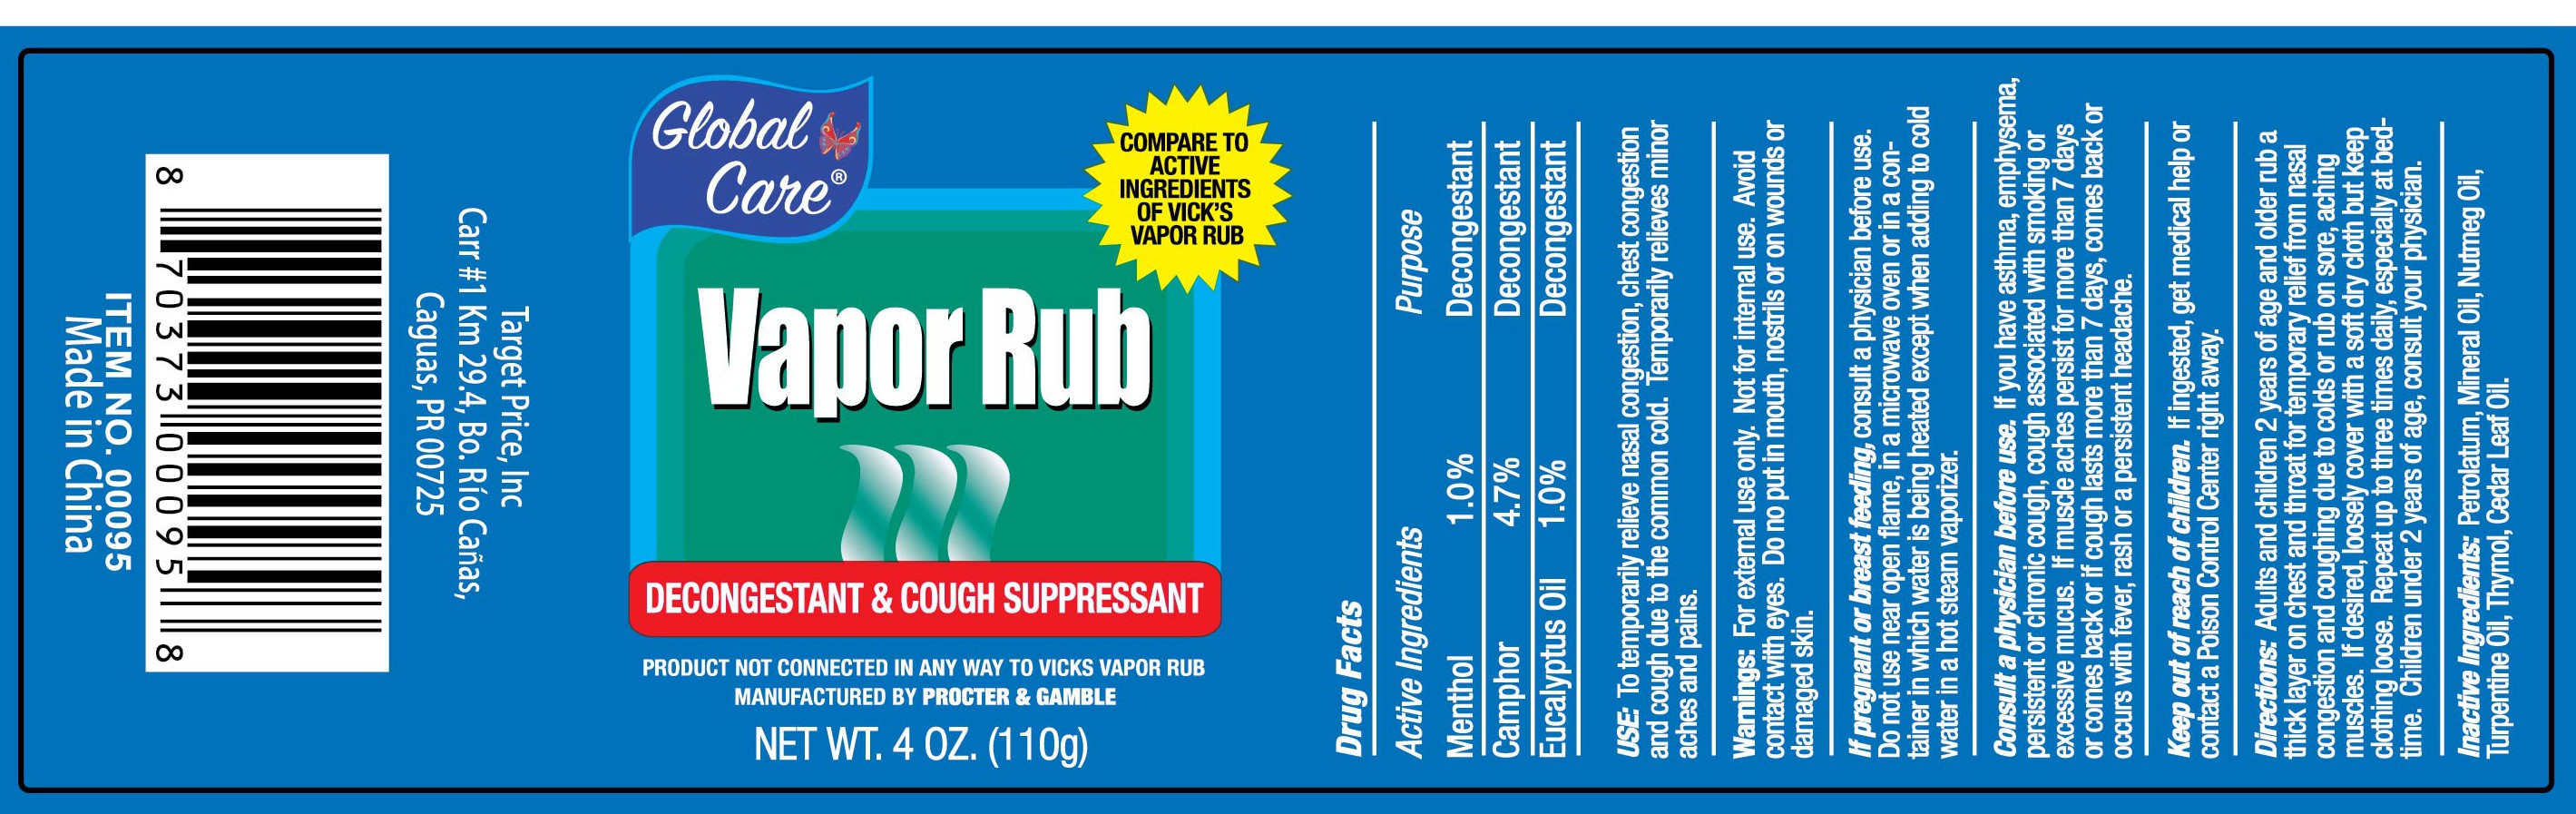 8 70373 00095 8
ITEM NO. 00095
Made in China
Target Price, Inc
Carr #1 Km 29.4, Bo. Río Cañas,
Caguas, PR 00725
Global
Care®
COMPARE TO
ACTIVE
INGREDIENTS
OF VICK'S
VAPOR RUB
Vapor Rub
DECONGESTANT & COUGH SUPPRESSANT
PRODUCT NOT CONNECTED IN ANY WAY TO VICKS VAPOR RUB
MANUFACTURED BY PROCTER & GAMBLE
NET WT. 4 OZ. (110g)
Drug Facts
Active Ingredients Purpose
Menthol 1.0% Decongestant
Camphor 4.7% Decongestant
Eucalyptus Oil 1.0% Decongestant
USE: To temporarily relieve nasal congestion, chest congestion
and cough due to the common cold. Temporarily relieves minor
aches and pains.
Warnings: For external use only. Not for internal use. Avoid
contact with eyes. Do no put in mouth, nostrils or on wounds or
damaged skin.
If pregnant or breast feeding, consult a physician before use.
Do not use near open flame, in a microwave oven or in a con-
tainer in which water is being heated except when adding to cold
water in a hot steam vaporizer.
Consult a physician before use. If you have asthma, emphysema,
persistent or chronic cough, cough associated with smoking or
excessive mucus. If muscle aches persist for more than 7 days
or comes back or if cough lasts more than 7 days, comes back or
occurs with fever, rash or a persistent headache.
Keep out of reach of children. If ingested, get medical help or
contact a Poison Control Center right away.
Directions: Adults and children 2 years of age and older rub a
thick layer on chest and throat for temporary relief from nasal
congestion and coughing due to colds or rub on sore, aching
muscles. If desired, loosely cover with a soft dry cloth but keep
clothing loose. Repeat up to three times daily, especially at bed-
time. Children under 2 years of age, consult your physician.
Inactive Ingredients: Petrolatum, Mineral Oil, Nutmeg Oil,
Turpentine Oil, Thymol, Cedar Leaf Oil.